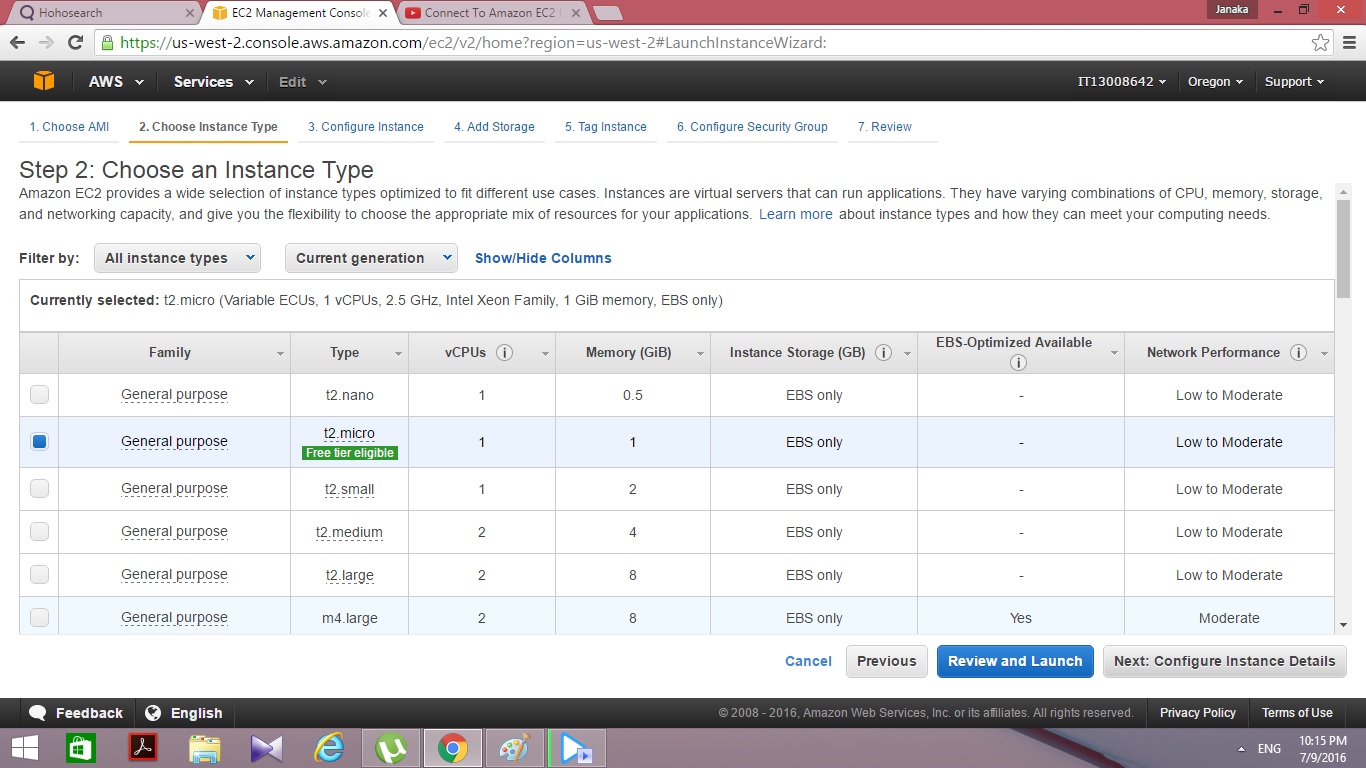 Hohosearch
EC2 Management Console
Connect To Amazon EC2
Janaka
https://us-west-2.console.aws.amazon.com/ec2/v2/home?region=us-west-2#LaunchInstanceWizard:
AWS Services Edit IT13008642 Oregon Support
1. Choose AMI 2. Choose Instance Type 3. Configure Instance 4. Add Storage 5. Tag Instance 6. Configure Security Group 7. Review
Step 2: Choose an Instance Type
Amazon EC2 provides a wide selection of instance types optimized to fit different use cases. Instances are virtual servers that can run applications. They have varying combinations of CPU, memory, storage,
and networking capacity, and give you the flexibility to choose the appropriate mix of resources for your applications. Learn more about instance types and how they can meet your computing needs.
Filter by: All instance types Current generation Show/Hide Columns
Currently selected: t2.micro (Variable ECUs, 1 vCPUs, 2.5 GHz, Intel Xeon Family, 1 GiB memory, EBS only)
Family Type vCPUs Memory (GiB) Instance Storage (GB) EBS-Optimized Available Network Performance
General purpose t2.nano 1 0.5 EBS only - Low to Moderate
General purpose t2.micro 1 1 EBS only - Low to Moderate
Free tier eligible
General purpose t2.small 1 2 EBS only - Low to Moderate
General purpose t2.medium 2 4 EBS only - Low to Moderate
General purpose t2.large 2 8 EBS only - Low to Moderate
General purpose m4.large 2 8 EBS only Yes Moderate
Cancel Previous Review and Launch Next: Configure Instance Details
Feedback English © 2008 - 2016, Amazon Web Services, Inc. or its affiliates. All rights reserved. Privacy Policy Terms of Use
ENG
10:15 PM
7/9/2016